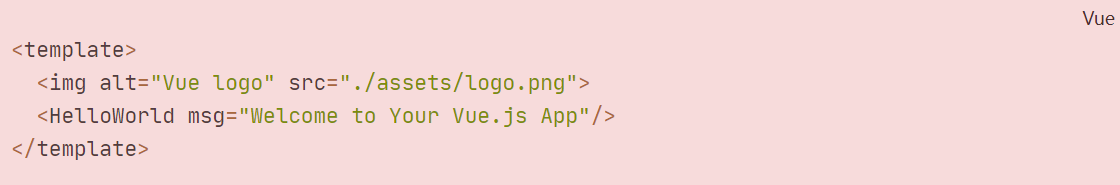 Vue
<template>
  <img alt="Vue logo" src="./assets/logo.png">
  <HelloWorld msg="Welcome to Your Vue.js App"/>
</template>